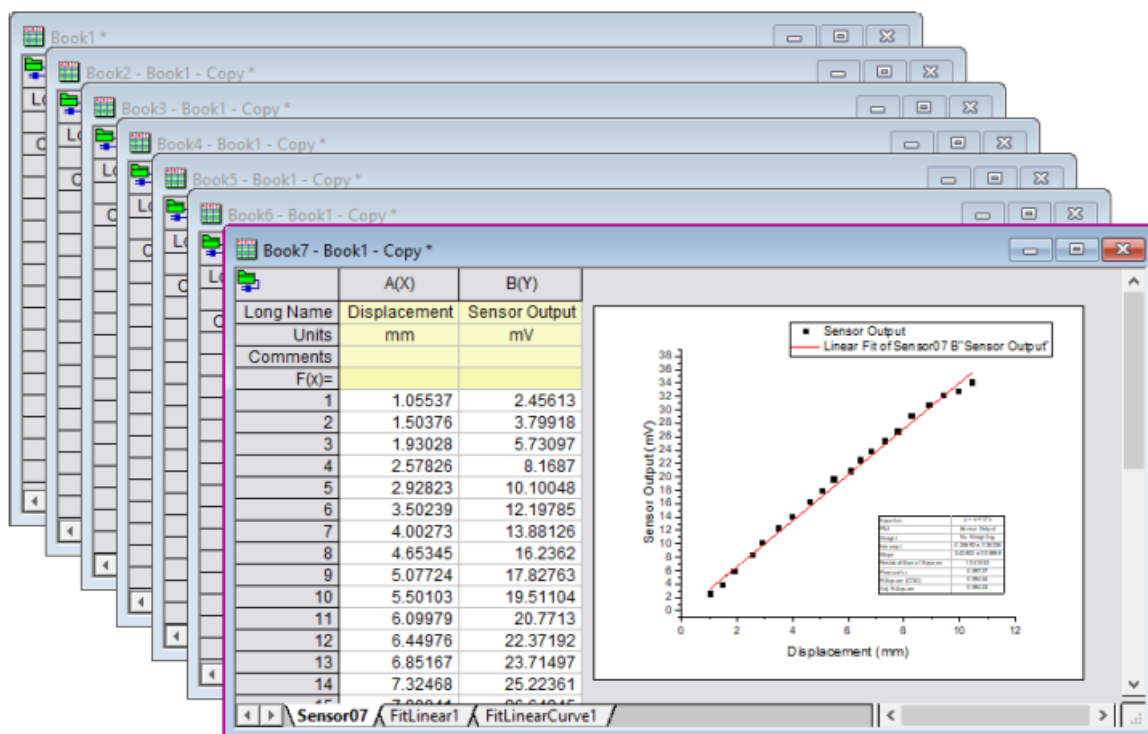 Book1 *
Book2 - Book1 - Copy *
Book3 - Book1 - Copy *
Book4 - Book1 - Copy *
Book5 - Book1 - Copy *
Book6 - Book1 - Copy *
Book7 - Book1 - Copy *
A(X) B(Y)
Long Name Displacement Sensor Output
Units mm mV
Comments
F(x)=
1 1.05537 2.45613
2 1.50376 3.79918
3 1.93028 5.73097
4 2.57826 8.1687
5 2.92823 10.10048
6 3.50239 12.19785
7 4.00273 13.88126
8 4.65345 16.2362
9 5.07724 17.82763
10 5.50103 19.51104
11 6.09979 20.7713
12 6.44976 22.37192
13 6.85167 23.71497
14 7.32468 25.22361
Sensor Output
Linear Fit of Sensor07 B"Sensor Output"
38
36
34
32
30
28
26
24
22
20
18
16
14
12
10
8
6
4
2
0
Sensor Output (mV)
0 2 4 6 8 10 12
Displacement (mm)
Sensor07 FitLinear1 FitLinearCurve1